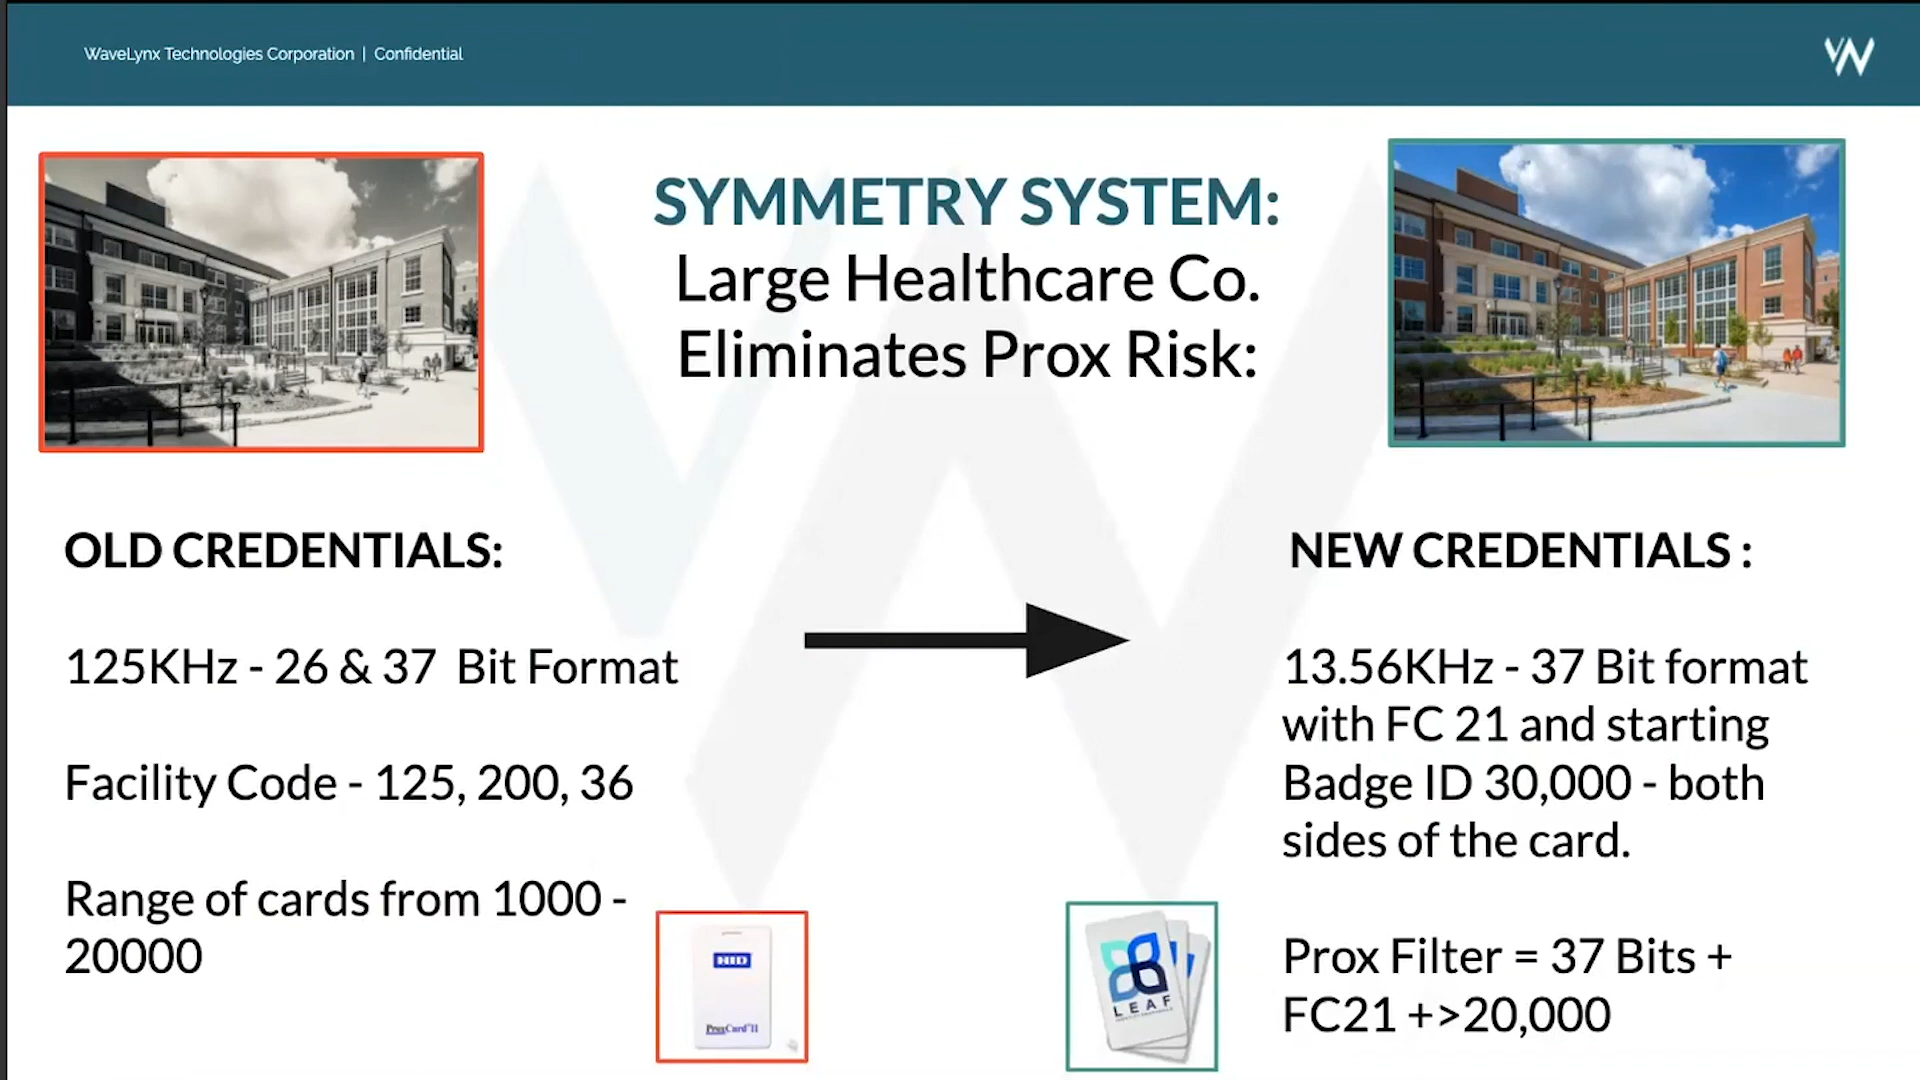 WaveLynx Technologies Corporation | Confidential
SYMMETRY SYSTEM:
Large Healthcare Co.
Eliminates Prox Risk:
OLD CREDENTIALS:
125KHz - 26 & 37 Bit Format
Facility Code - 125, 200, 36
Range of cards from 1000 -
20000
HID
ProxCard II
LEAF
NEW CREDENTIALS :
13.56KHz - 37 Bit format
with FC 21 and starting
Badge ID 30,000 - both
sides of the card.
Prox Filter = 37 Bits +
FC21 +>20,000